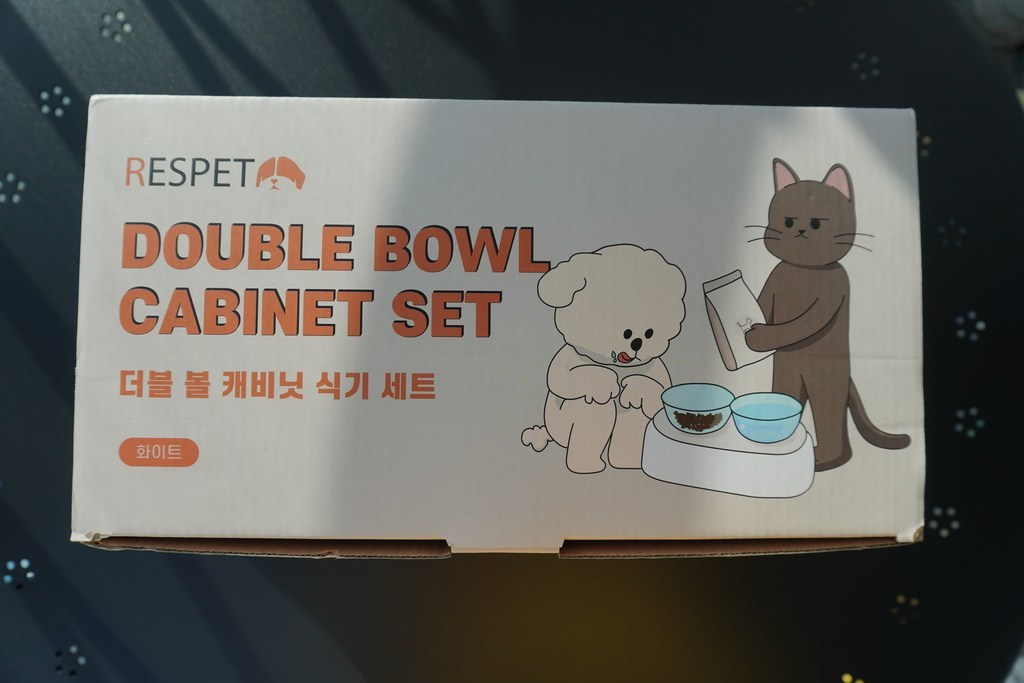 RESPET
DOUBLE BOWL
CABINET SET
더블 볼 캐비닛 식기 세트
화이트